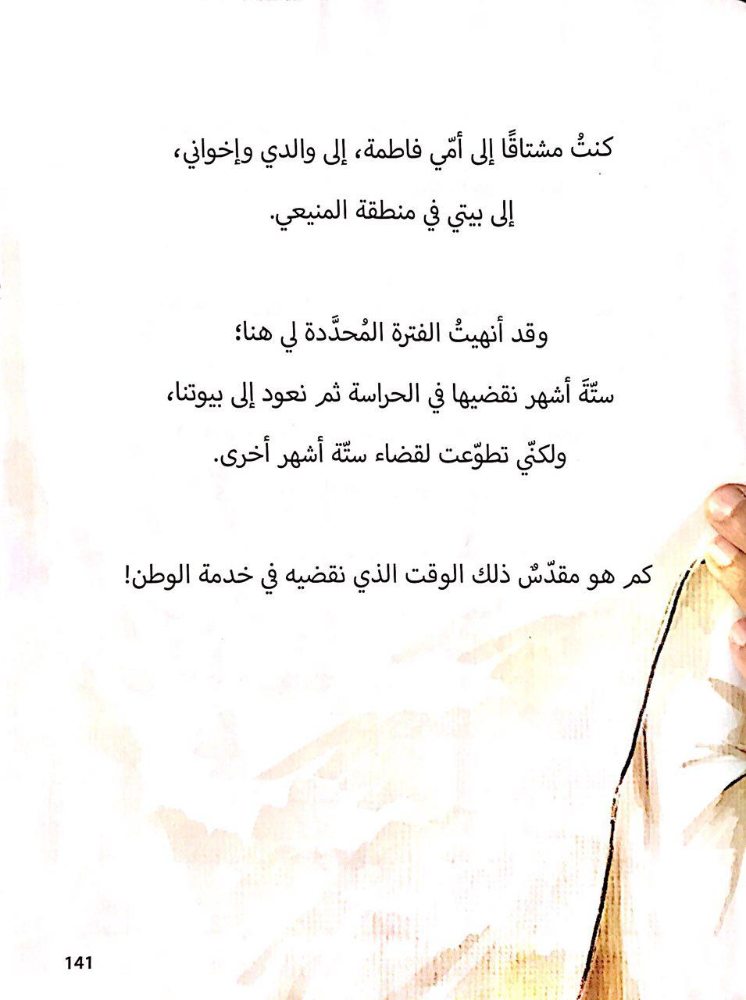 كنتُ مشتاقًا إلى أمّي فاطمة، إلى والدي وإخواني،
إلى بيتي في منطقة المنيعي.
وقد أنهيتُ الفترة المُحدَّدة لي هنا؛
ستّةَ أشهر نقضيها في الحراسة ثم نعود إلى بيوتنا،
ولكنّي تطوّعت لقضاء ستّة أشهر أخرى.
كم هو مقدّسٌ ذلك الوقت الذي نقضيه في خدمة الوطن!
141